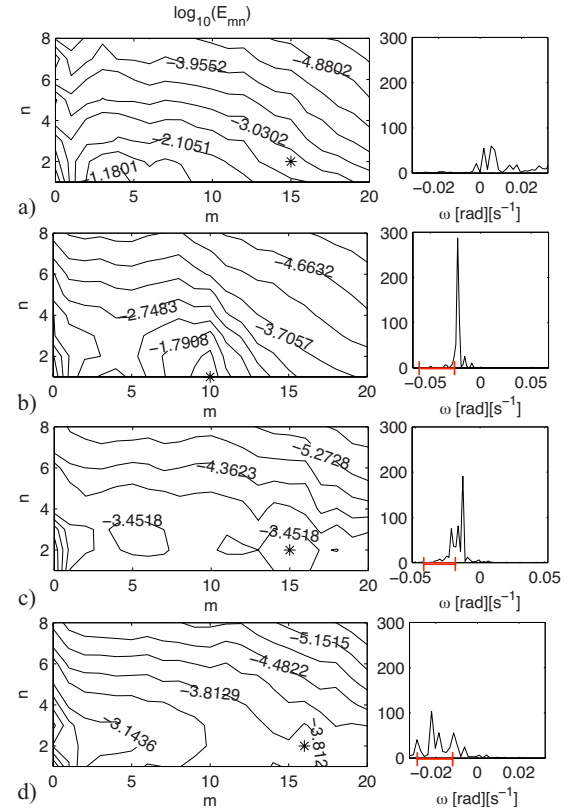 log₁₀(Eₘₙ)
8
6
4
2
n
−3.9552
−4.8802
−2.1051
−3.0302
−1.1801
*
0 5 10 15 20
m
a)
300
200
100
0
−0.02 0 0.02
ω [rad][s⁻¹]
8
6
4
2
n
−4.6632
−2.7483
−3.7057
−1.7908
*
0 5 10 15 20
m
b)
300
200
100
0
−0.05 0 0.05
ω [rad][s⁻¹]
8
6
4
2
n
−5.2728
−4.3623
−3.4518
−3.4518
*
0 5 10 15 20
m
c)
300
200
100
0
−0.05 0 0.05
ω [rad][s⁻¹]
8
6
4
2
n
−5.1515
−4.4822
−3.8129
−3.1436
−3.812
*
0 5 10 15 20
m
d)
300
200
100
0
−0.02 0 0.02
ω [rad][s⁻¹]